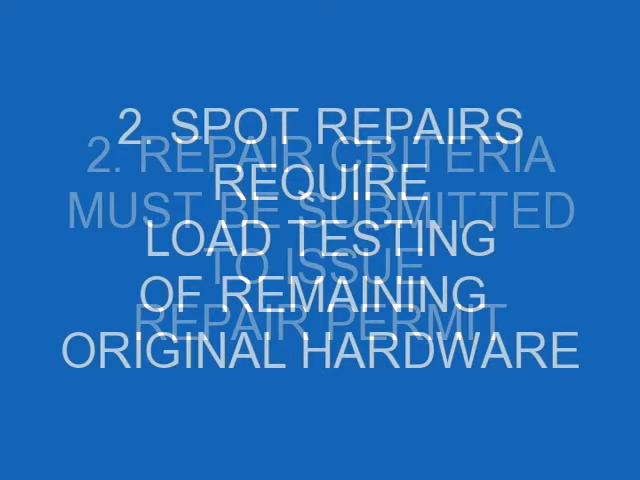 2. SPOT REPAIRS
REQUIRE
LOAD TESTING
OF REMAINING
ORIGINAL HARDWARE
2. REPAIR CRITERIA
MUST BE SUBMITTED
TO ISSUE
REPAIR PERMIT